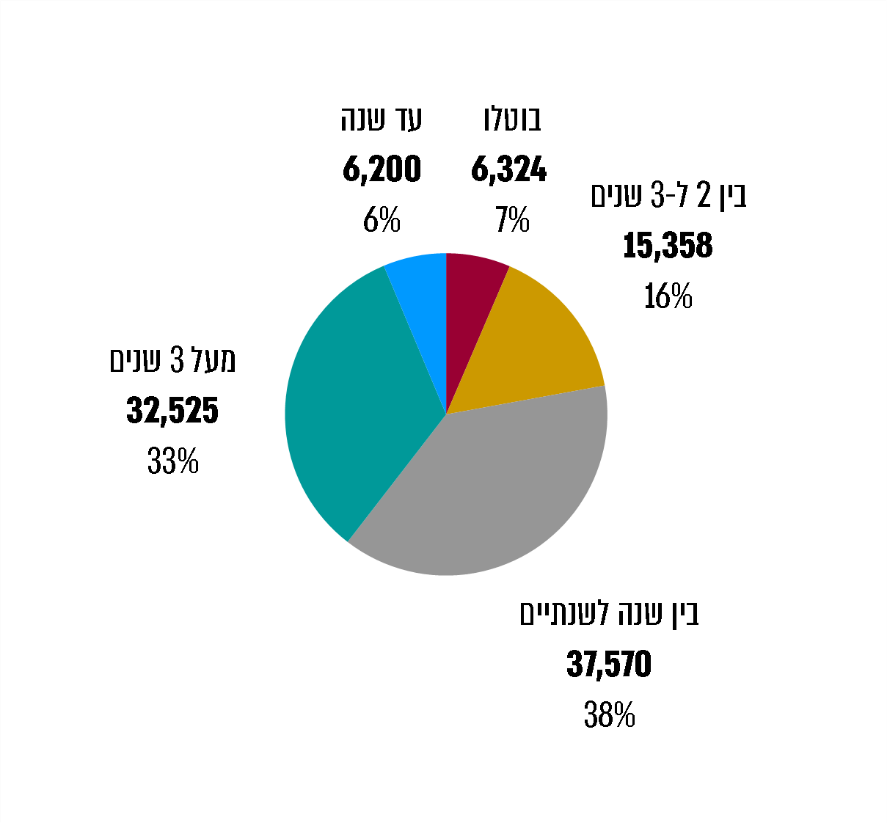 עד שנה
6,200
6%
בוטלו
6,324
7%
בין 2 ל-3 שנים
15,358
16%
מעל 3 שנים
32,525
33%
בין שנה לשנתיים
37,570
38%